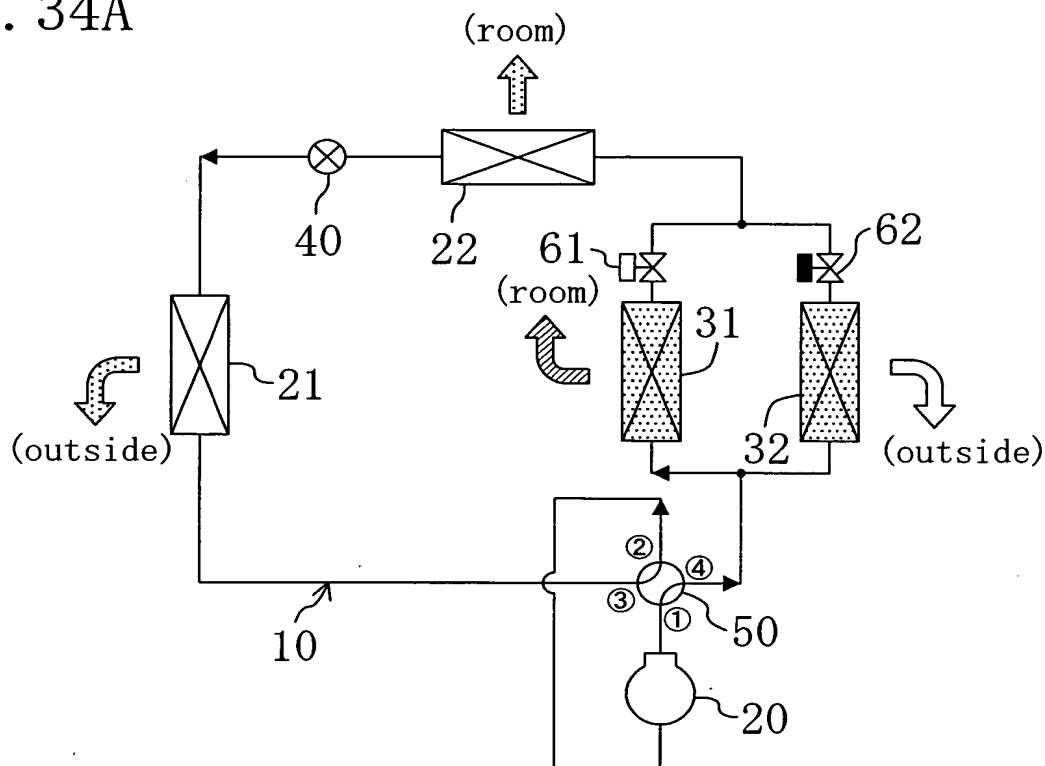 . 34A
(room)
40
22
61
62
(room)
31
21
(outside)
32
(outside)
②
④
③
①
50
10
20